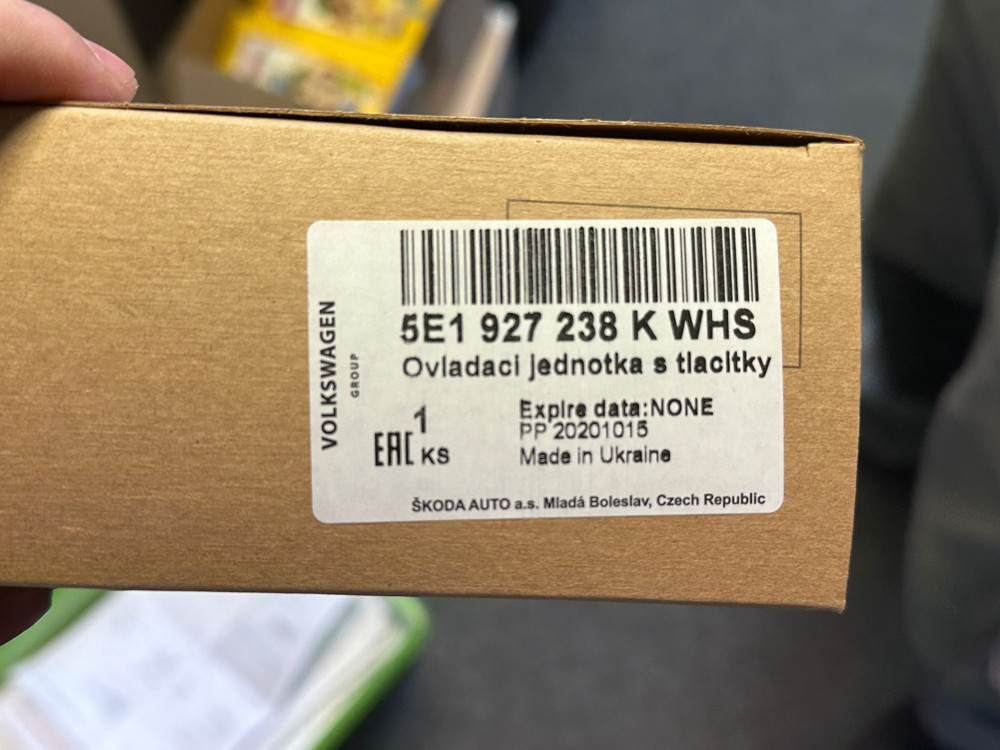 5E1 927 238 K WHS
Ovladaci jednotka s tlacitky
VOLKSWAGEN
GROUP
1
EAC KS
Expire data:NONE
PP 20201015
Made in Ukraine
ŠKODA AUTO a.s. Mladá Boleslav, Czech Republic